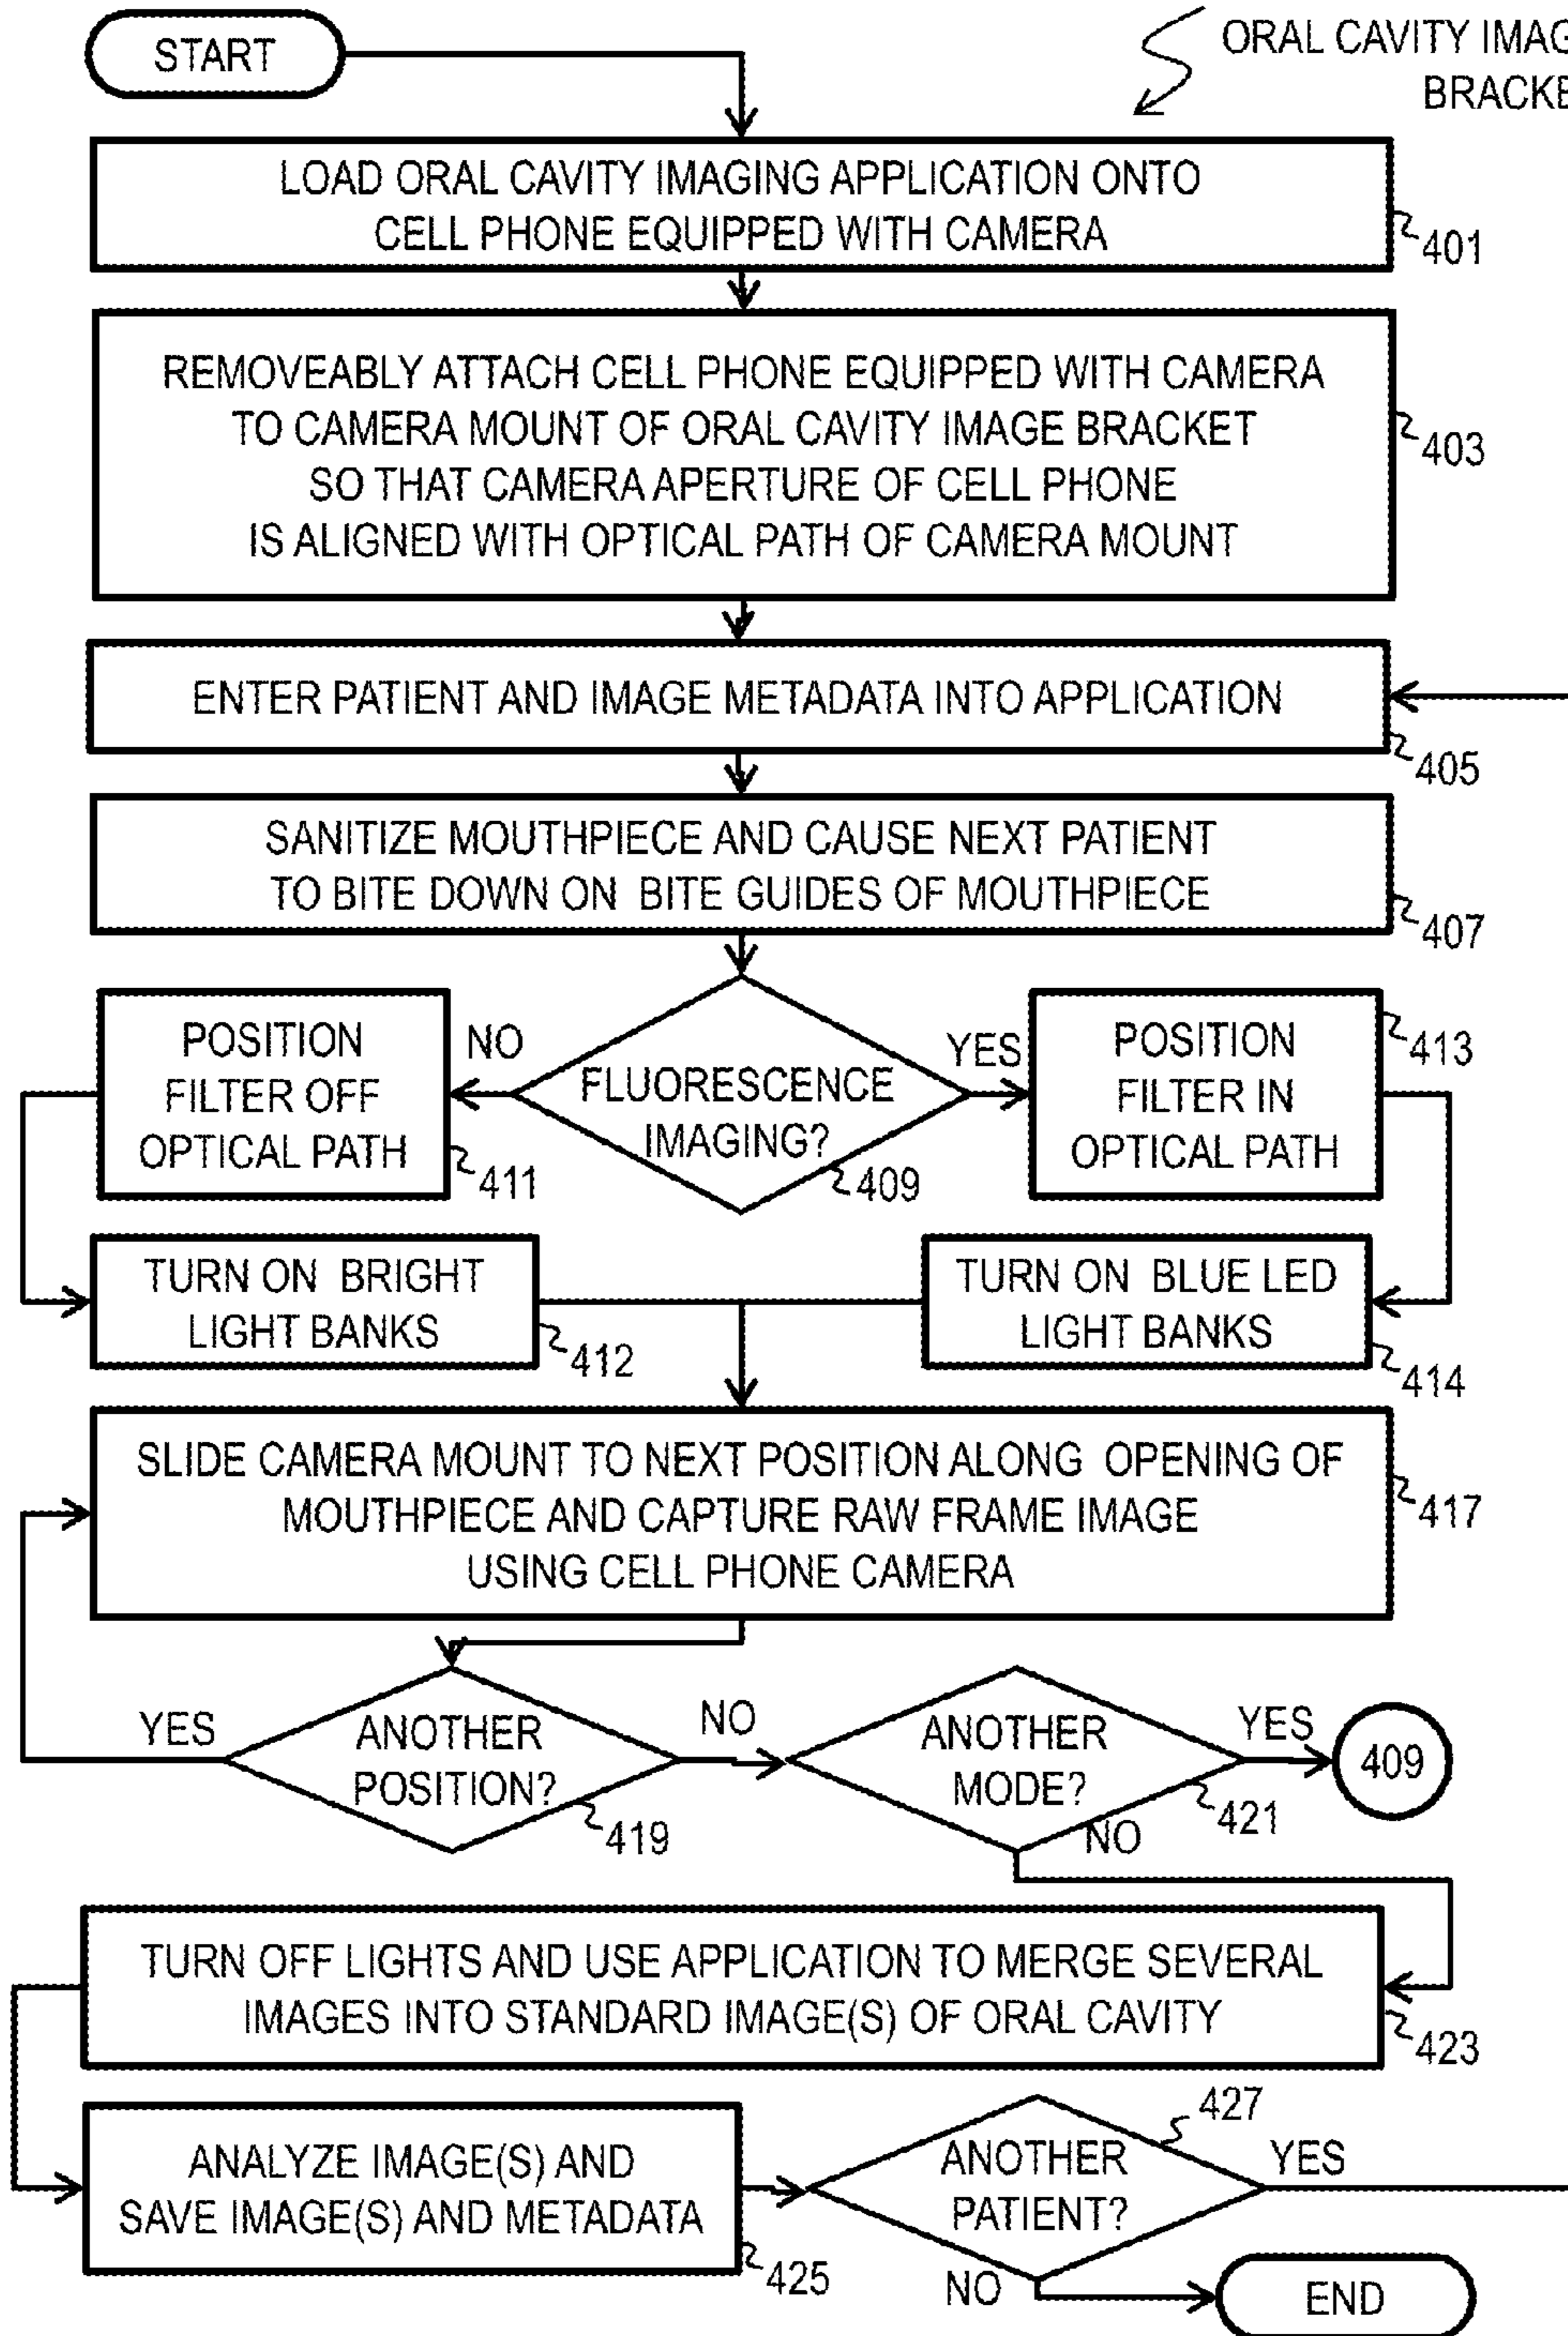 START
ORAL CAVITY IMAG
BRACKE
LOAD ORAL CAVITY IMAGING APPLICATION ONTO
CELL PHONE EQUIPPED WITH CAMERA
401
REMOVEABLY ATTACH CELL PHONE EQUIPPED WITH CAMERA
TO CAMERA MOUNT OF ORAL CAVITY IMAGE BRACKET
SO THAT CAMERA APERTURE OF CELL PHONE
IS ALIGNED WITH OPTICAL PATH OF CAMERA MOUNT
403
ENTER PATIENT AND IMAGE METADATA INTO APPLICATION
405
SANITIZE MOUTHPIECE AND CAUSE NEXT PATIENT
TO BITE DOWN ON BITE GUIDES OF MOUTHPIECE
407
POSITION
FILTER OFF
OPTICAL PATH
411
NO
FLUORESCENCE
IMAGING?
409
YES
POSITION
FILTER IN
OPTICAL PATH
413
TURN ON BRIGHT
LIGHT BANKS
412
TURN ON BLUE LED
LIGHT BANKS
414
SLIDE CAMERA MOUNT TO NEXT POSITION ALONG OPENING OF
MOUTHPIECE AND CAPTURE RAW FRAME IMAGE
USING CELL PHONE CAMERA
417
YES
ANOTHER
POSITION?
419
NO
ANOTHER
MODE?
421
YES
409
NO
TURN OFF LIGHTS AND USE APPLICATION TO MERGE SEVERAL
IMAGES INTO STANDARD IMAGE(S) OF ORAL CAVITY
423
ANALYZE IMAGE(S) AND
SAVE IMAGE(S) AND METADATA
425
ANOTHER
PATIENT?
427
YES
NO
END